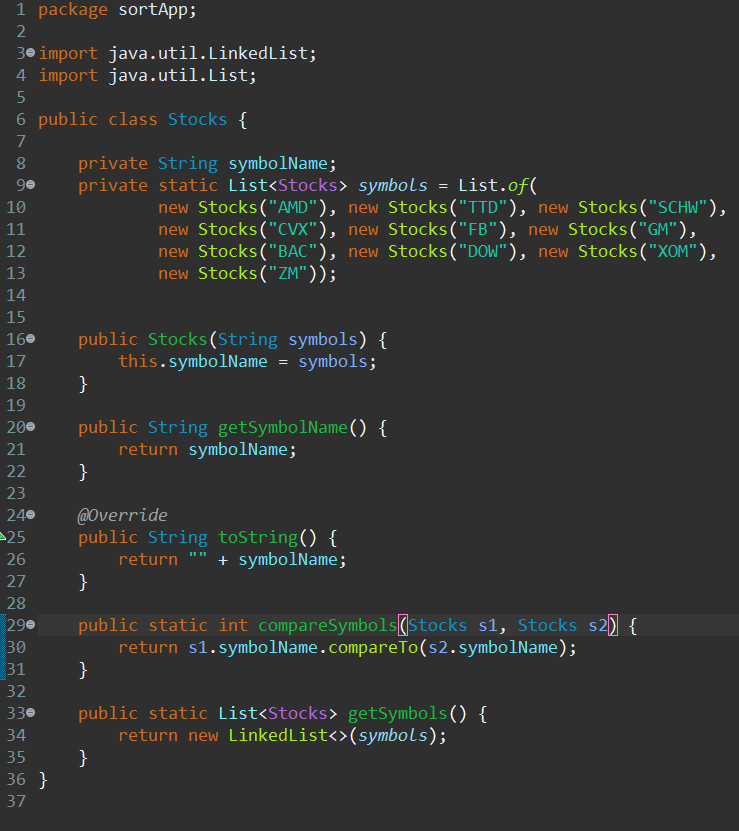 1 package sortApp;
2
3 import java.util.LinkedList;
4 import java.util.List;
5
6 public class Stocks {
7
8     private String symbolName;
9     private static List<Stocks> symbols = List.of(
10             new Stocks("AMD"), new Stocks("TTD"), new Stocks("SCHW"),
11             new Stocks("CVX"), new Stocks("FB"), new Stocks("GM"),
12             new Stocks("BAC"), new Stocks("DOW"), new Stocks("XOM"),
13             new Stocks("ZM"));
14
15
16     public Stocks(String symbols) {
17         this.symbolName = symbols;
18     }
19
20     public String getSymbolName() {
21         return symbolName;
22     }
23
24     @Override
25     public String toString() {
26         return "" + symbolName;
27     }
28
29     public static int compareSymbols(Stocks s1, Stocks s2) {
30         return s1.symbolName.compareTo(s2.symbolName);
31     }
32
33     public static List<Stocks> getSymbols() {
34         return new LinkedList<>(symbols);
35     }
36 }
37